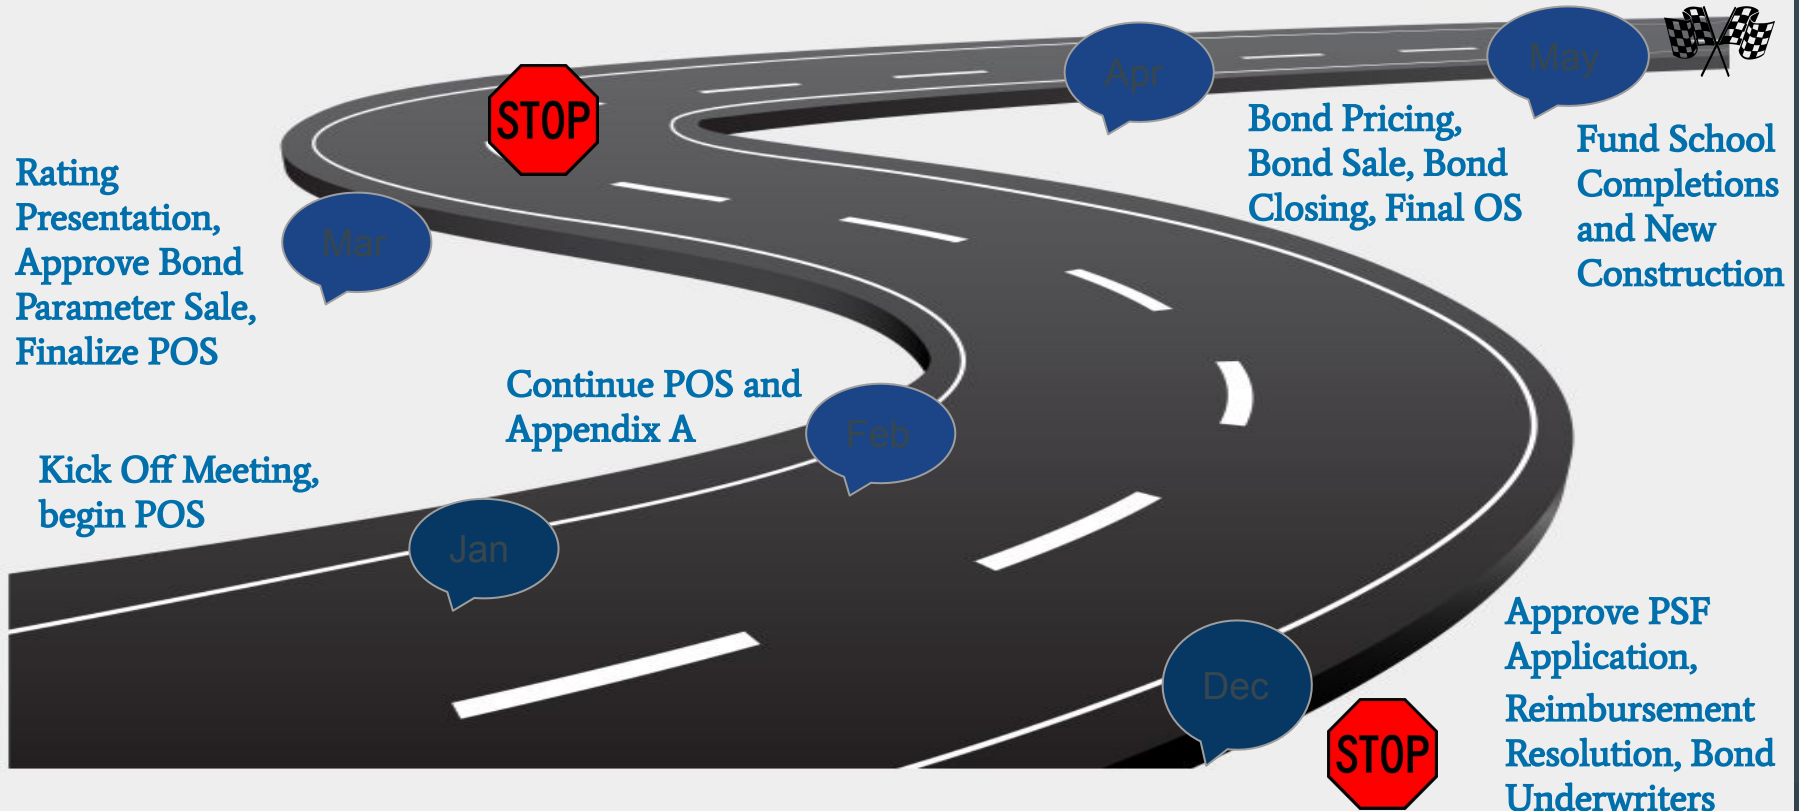 STOP
Apr
May
Bond Pricing,
Bond Sale, Bond
Closing, Final OS
Fund School
Completions
and New
Construction
Rating
Presentation,
Approve Bond
Parameter Sale,
Finalize POS
Mar
Continue POS and
Appendix A
Feb
Kick Off Meeting,
begin POS
Jan
Dec
STOP
Approve PSF
Application,
Reimbursement
Resolution, Bond
Underwriters